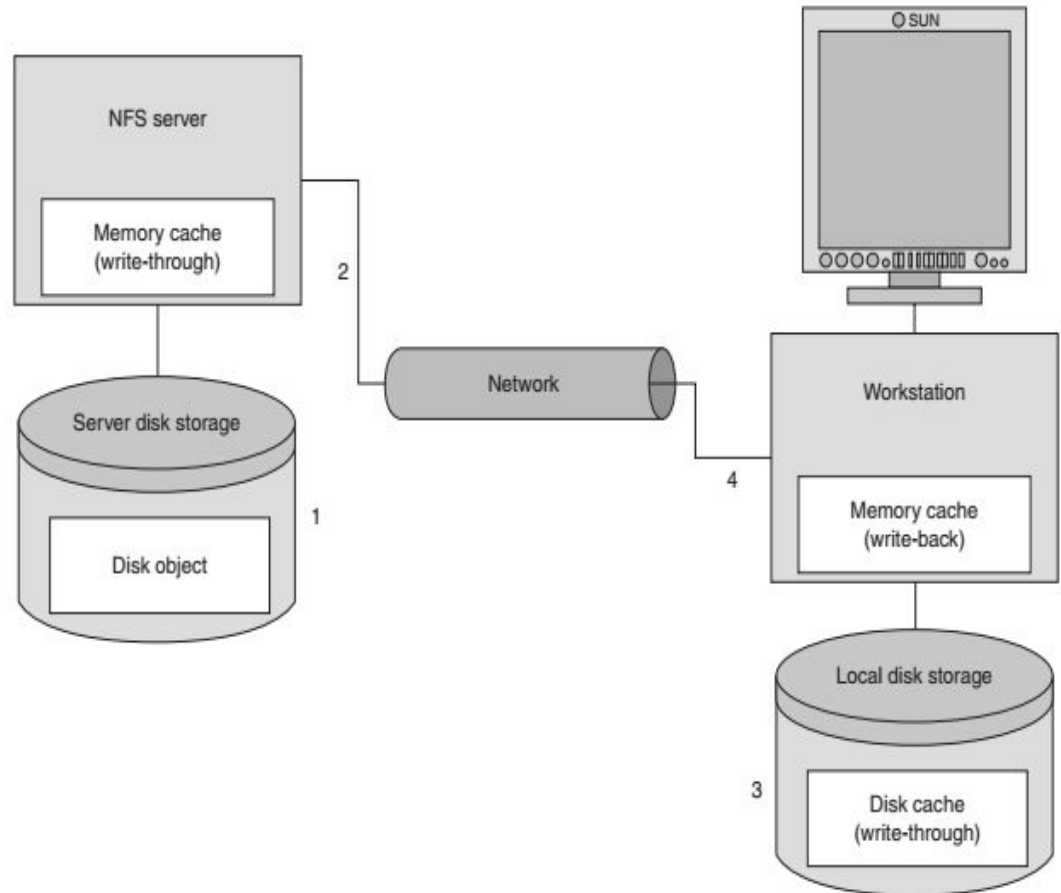 SUN
NFS server
Memory cache
(write-through)
2
Network
Server disk storage
1
Disk object
Workstation
4
Memory cache
(write-back)
Local disk storage
3
Disk cache
(write-through)